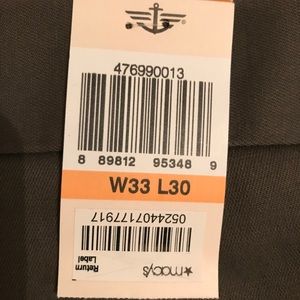 476990013
8 89812 95348 9
W33 L30
0524407177917
Return
Label
macy's